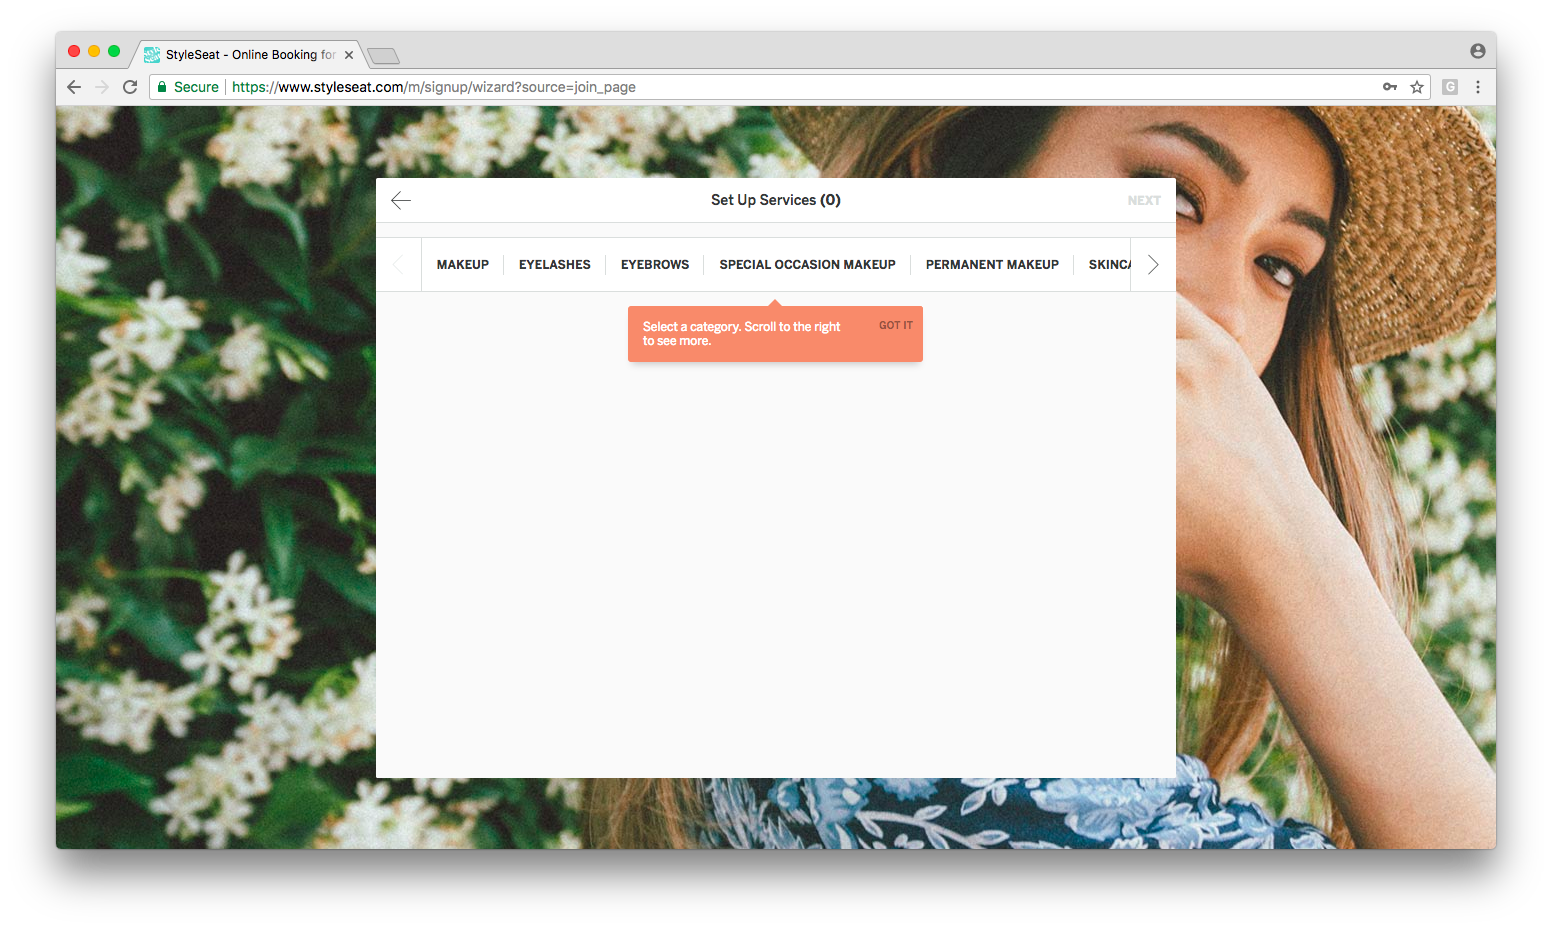 StyleSeat - Online Booking for
Secure
https://www.styleseat.com/m/signup/wizard?source=join_page
G
Set Up Services (0)
NEXT
MAKEUP
EYELASHES
EYEBROWS
SPECIAL OCCASION MAKEUP
PERMANENT MAKEUP
SKINCA
Select a category. Scroll to the right
to see more.
GOT IT